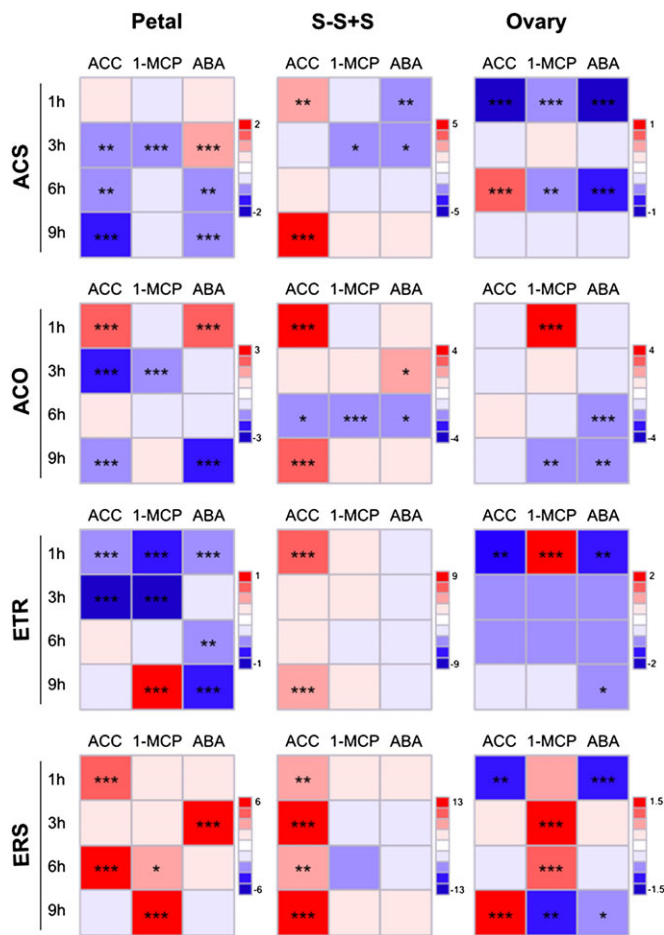 Petal S-S+S Ovary
ACC 1-MCP ABA ACC 1-MCP ABA ACC 1-MCP ABA
ACS
1h ** ** *** *** ***
3h ** *** *** * * 2 5 1
6h ** ** *** ** *** -2 -5 -1
9h *** *** ***
ACC 1-MCP ABA ACC 1-MCP ABA ACC 1-MCP ABA
ACO
1h *** *** *** ***
3h *** *** * 3 4 4
6h * *** * *** -3 -4 -4
9h *** *** *** ** **
ACC 1-MCP ABA ACC 1-MCP ABA ACC 1-MCP ABA
ETR
1h *** *** *** *** ** *** **
3h *** *** 1 9 2
6h ** -1 -9 -2
9h *** *** *** *
ACC 1-MCP ABA ACC 1-MCP ABA ACC 1-MCP ABA
ERS
1h *** ** ** ***
3h *** *** *** 6 13 1.5
6h *** * ** *** -6 -13 -1.5
9h *** *** *** ** *